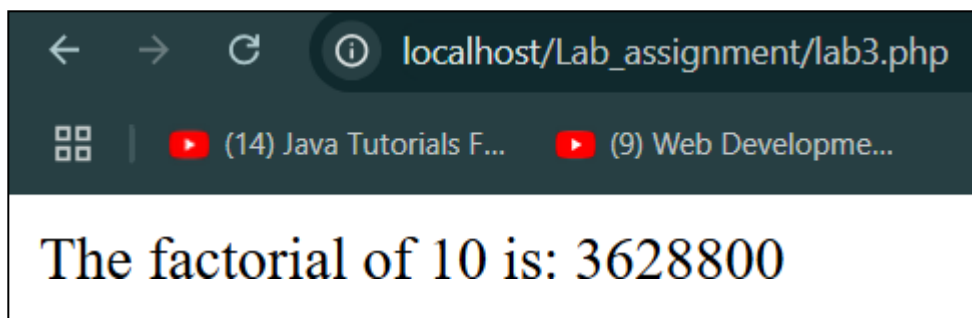 localhost/Lab_assignment/lab3.php
(14) Java Tutorials F... (9) Web Developme...
The factorial of 10 is: 3628800